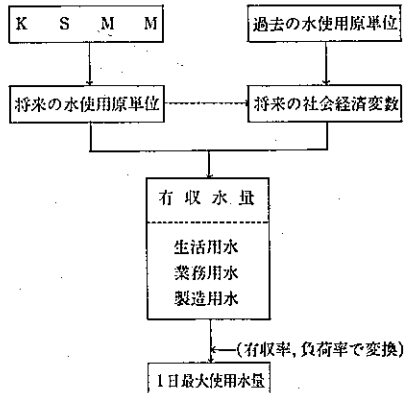 KSMM
過去の水使用原単位
将来の水使用原単位
将来の社会経済変数
有収水量
生活用水
業務用水
製造用水
(有収率,負荷率で変換)
1日最大使用水量